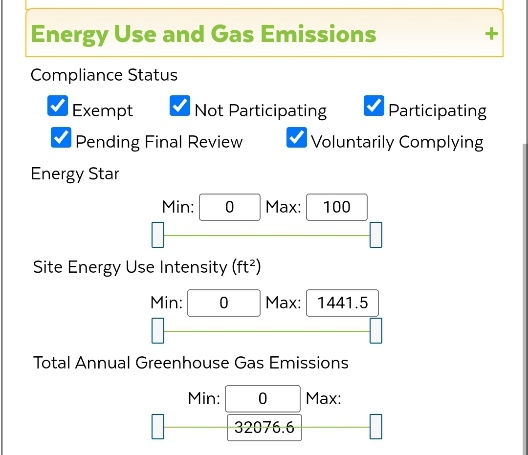 Energy Use and Gas Emissions +
Compliance Status
Exempt Not Participating Participating
Pending Final Review Voluntarily Complying
Energy Star
Min: 0 Max: 100
Site Energy Use Intensity (ft²)
Min: 0 Max: 1441.5
Total Annual Greenhouse Gas Emissions
Min: 0 Max:
32076.6